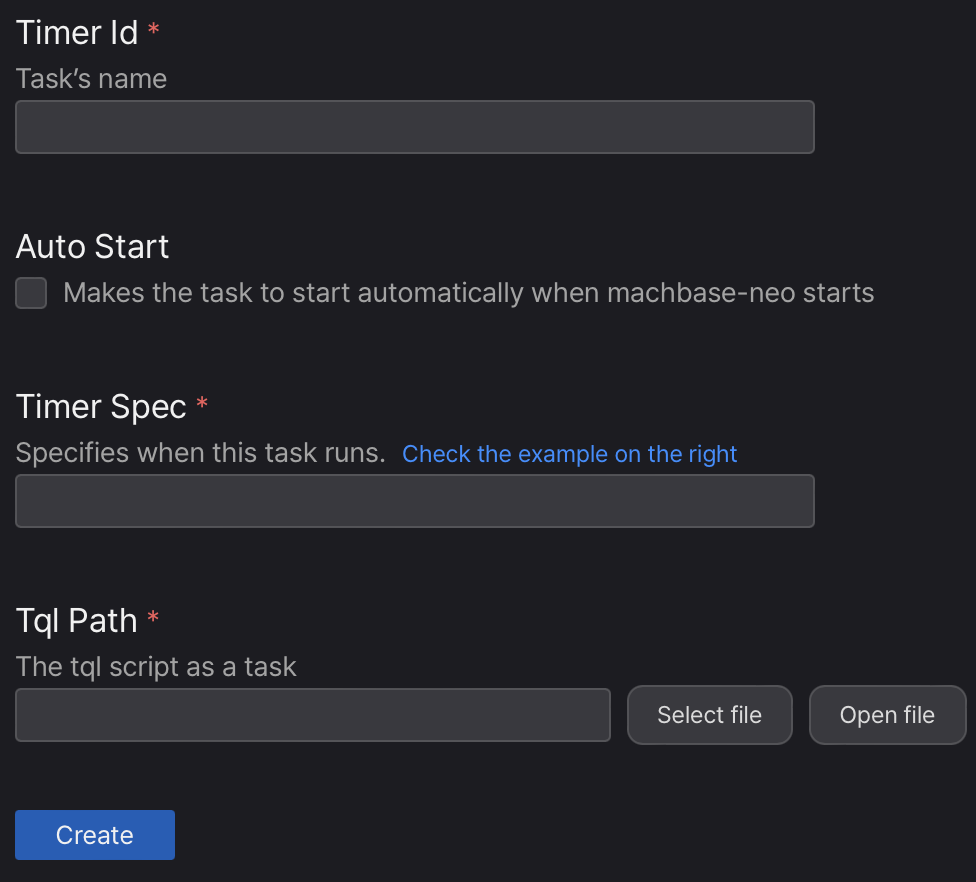 Timer Id *
Task’s name
Auto Start
Makes the task to start automatically when machbase-neo starts
Timer Spec *
Specifies when this task runs. Check the example on the right
Tql Path *
The tql script as a task
Select file Open file
Create